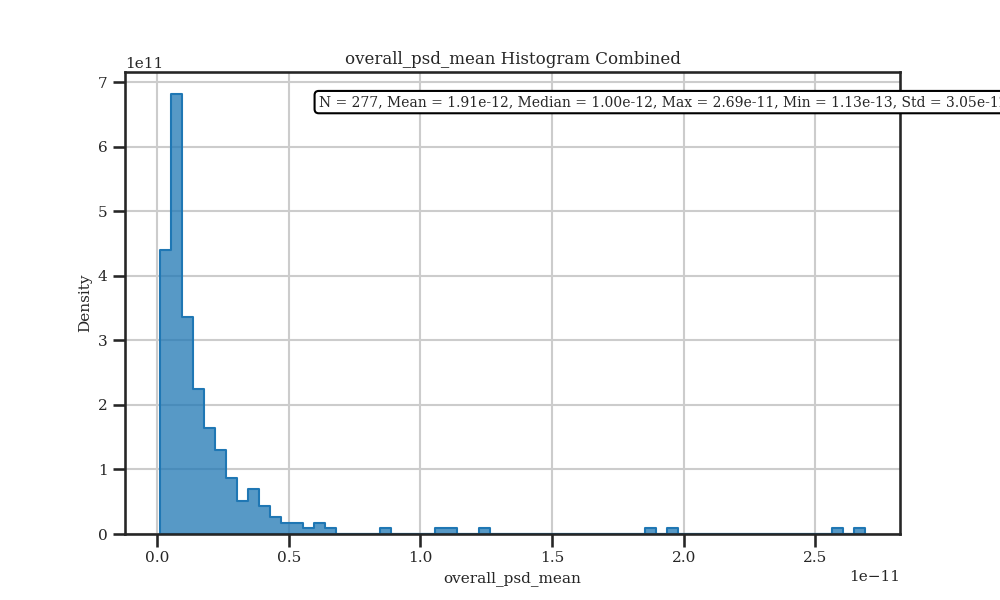 overall_psd_mean Histogram Combined
1e11
N = 277, Mean = 1.91e-12, Median = 1.00e-12, Max = 2.69e-11, Min = 1.13e-13, Std = 3.05e-1
7
6
5
4
3
2
1
0
Density
0.0 0.5 1.0 1.5 2.0 2.5
1e−11
overall_psd_mean